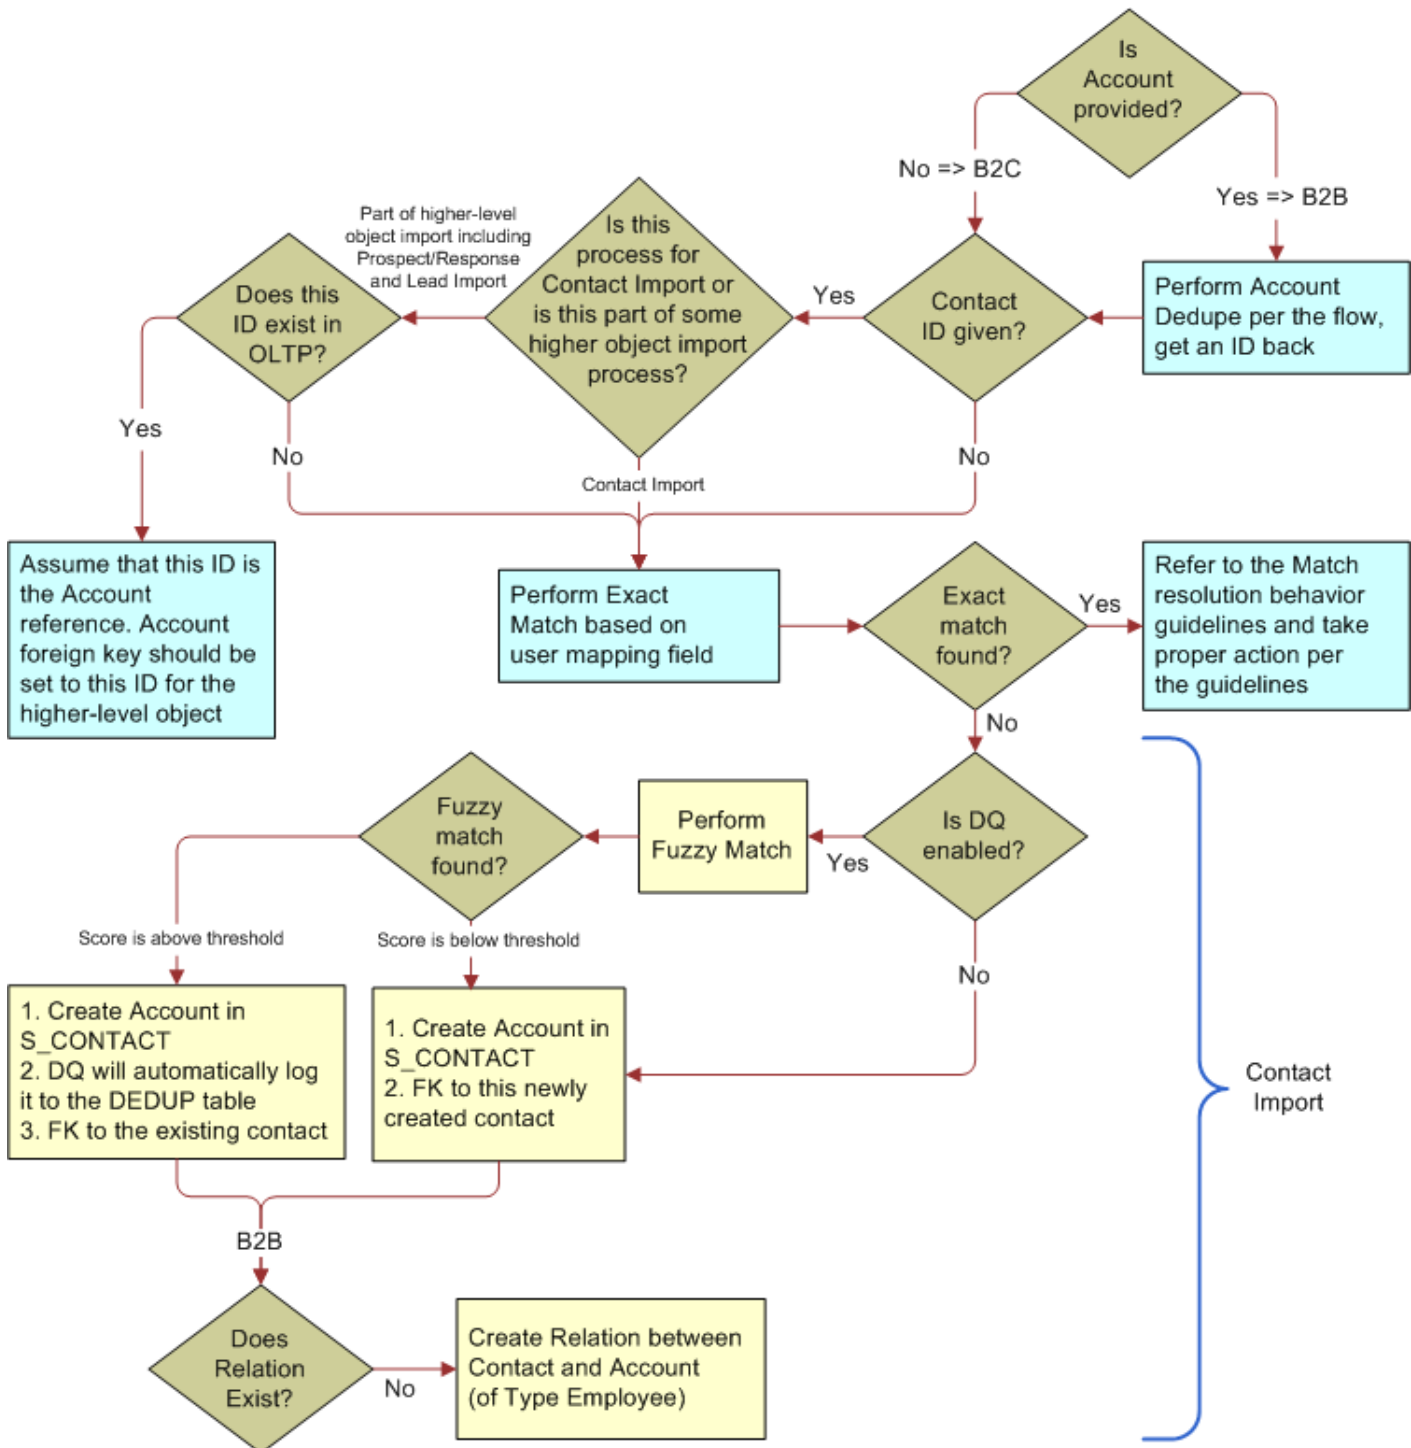 Is
Account
provided?
No => B2C
Yes => B2B
Part of higher-level
object import including
Prospect/Response
and Lead Import
Is this
process for
Contact Import or
is this part of some
higher object import
process?
Does this
ID exist in
OLTP?
Yes
Contact
ID given?
Perform Account
Dedupe per the flow,
get an ID back
Yes
No
Contact Import
No
Assume that this ID is
the Account
reference. Account
foreign key should be
set to this ID for the
higher-level object
Perform Exact
Match based on
user mapping field
Exact
match
found?
Yes
Refer to the Match
resolution behavior
guidelines and take
proper action per
the guidelines
No
Fuzzy
match
found?
Perform
Fuzzy Match
Yes
Is DQ
enabled?
Score is above threshold
Score is below threshold
No
1. Create Account in
S_CONTACT
2. DQ will automatically log
it to the DEDUP table
3. FK to the existing contact
1. Create Account in
S_CONTACT
2. FK to this newly
created contact
Contact
Import
B2B
Does
Relation
Exist?
No
Create Relation between
Contact and Account
(of Type Employee)